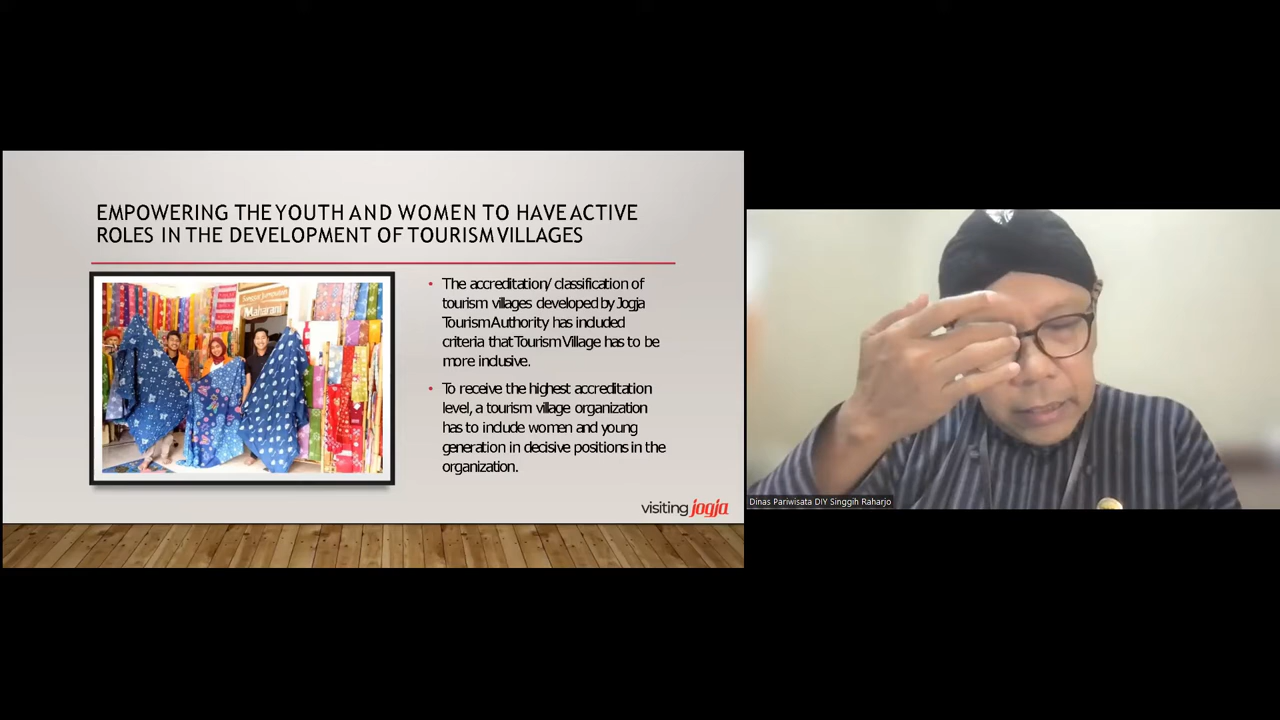 EMPOWERING THE YOUTH AND WOMEN TO HAVE ACTIVE
ROLES IN THE DEVELOPMENT OF TOURISM VILLAGES
Maharani
The accreditation/ classification of
tourism villages developed by Jogja
Tourism Authority has included
criteria that Tourism Village has to be
more inclusive.
To receive the highest accreditation
level, a tourism village organization
has to include women and young
generation in decisive positions in the
organization.
visiting jogja
Dinas Pariwisata DIY Singgih Raharjo